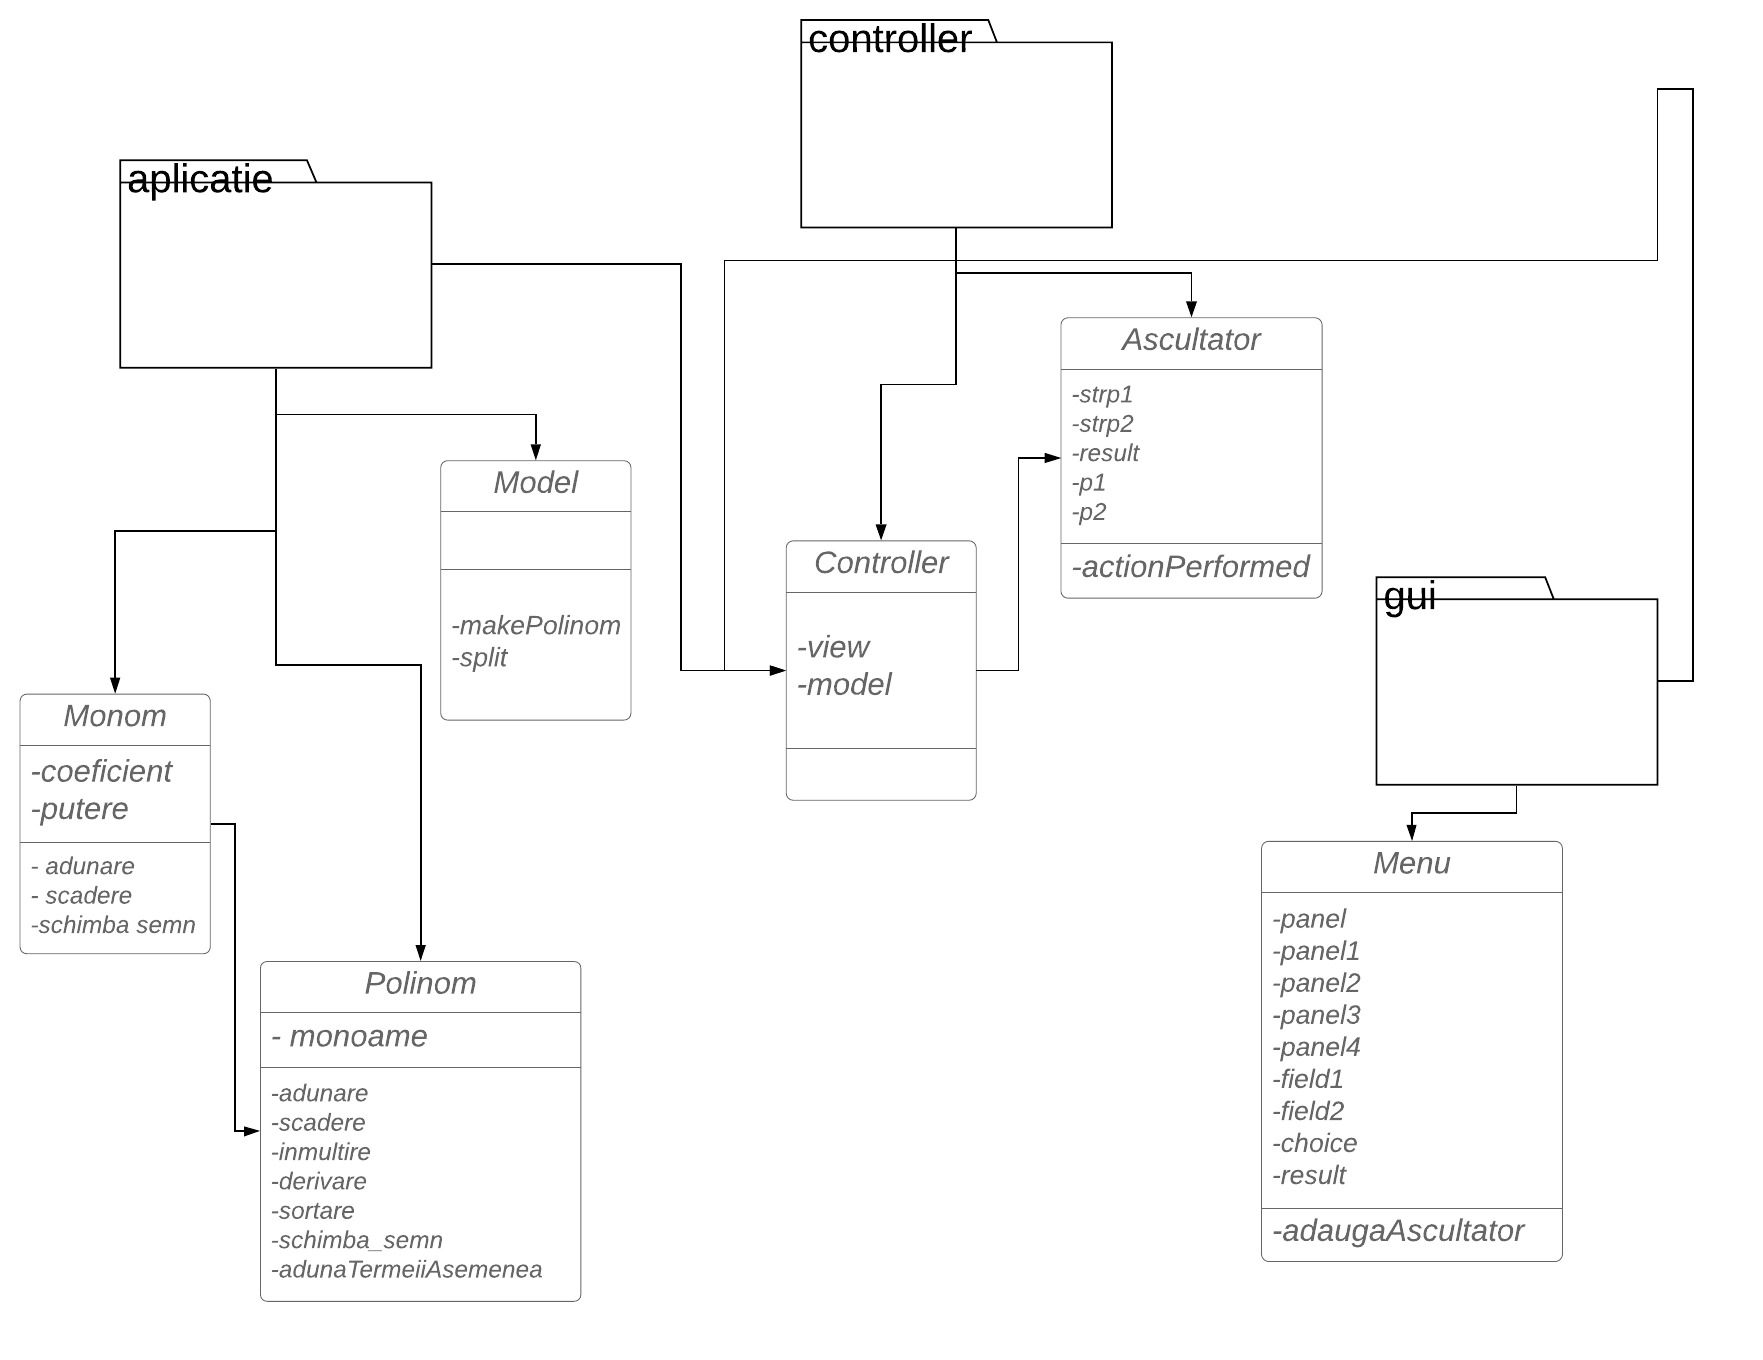 controller
aplicatie
Ascultator
-strp1
-strp2
-result
-p1
-p2
-actionPerformed
Model
-makePolinom
-split
Controller
-view
-model
gui
Monom
-coeficient
-putere
- adunare
- scadere
-schimba semn
Menu
-panel
-panel1
-panel2
-panel3
-panel4
-field1
-field2
-choice
-result
-adaugaAscultator
Polinom
- monoame
-adunare
-scadere
-inmultire
-derivare
-sortare
-schimba_semn
-adunaTermeiiAsemenea